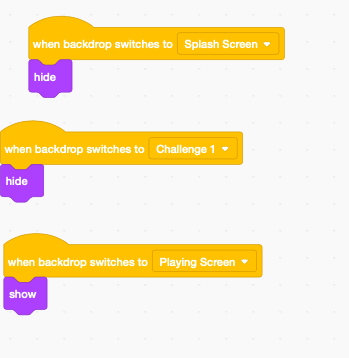 when backdrop switches to Splash Screen
hide
when backdrop switches to Challenge 1
hide
when backdrop switches to Playing Screen
show